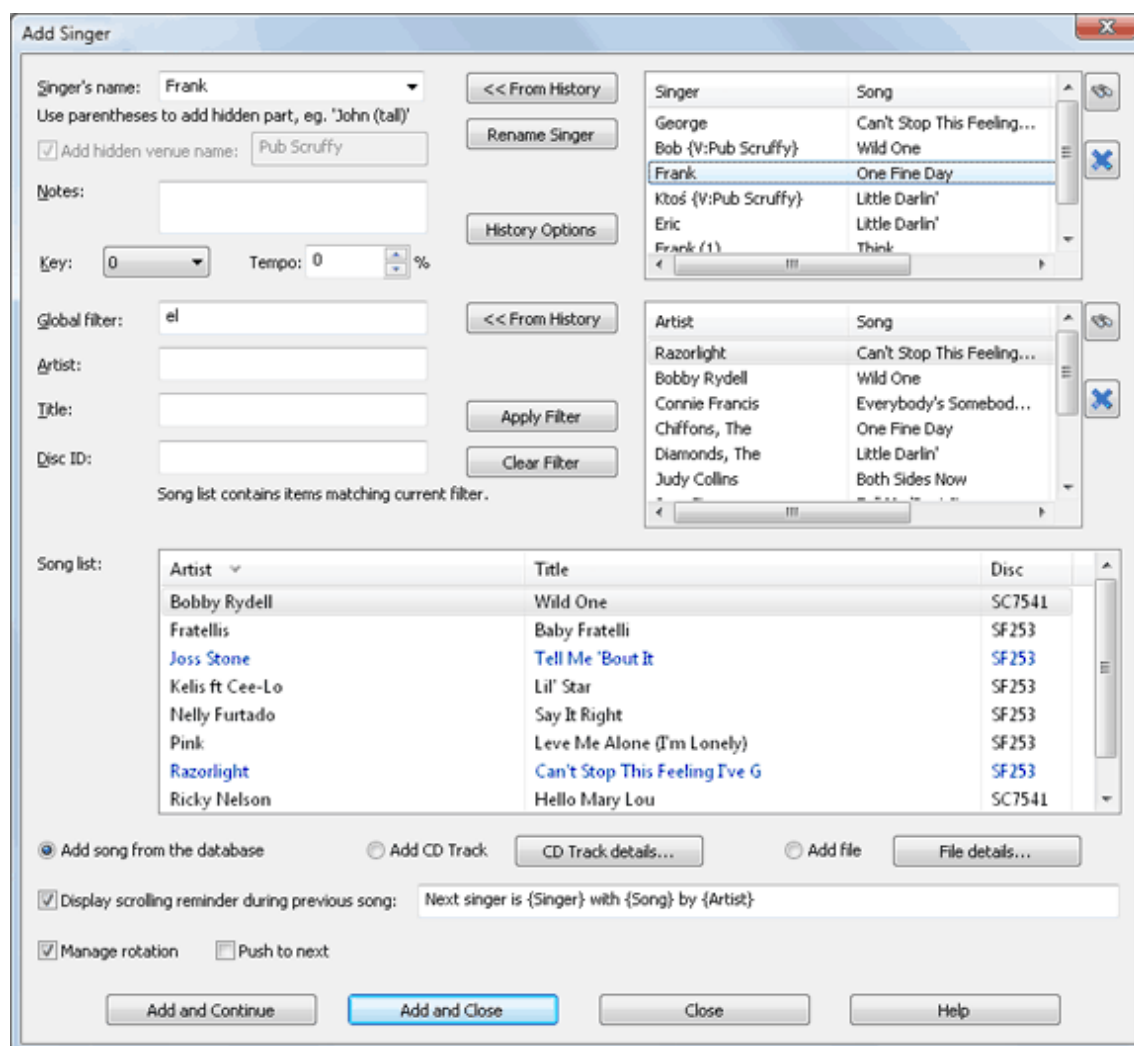 Add Singer
Singer's name: Frank
<< From History
Use parentheses to add hidden part, eg. 'John (tall)'
Rename Singer
Add hidden venue name: Pub Scruffy
Notes:
History Options
Key: 0 Tempo: 0 %
Singer Song
George Can't Stop This Feeling...
Bob {V:Pub Scruffy} Wild One
Frank One Fine Day
Ktoś {V:Pub Scruffy} Little Darlin'
Eric Little Darlin'
Frank (1) Think
Global filter: el
<< From History
Artist:
Title:
Apply Filter
Disc ID:
Clear Filter
Song list contains items matching current filter.
Artist Song
Razorlight Can't Stop This Feeling...
Bobby Rydell Wild One
Connie Francis Everybody's Somebod...
Chiffons, The One Fine Day
Diamonds, The Little Darlin'
Judy Collins Both Sides Now
Song list:
Artist Title Disc
Bobby Rydell Wild One SC7541
Fratellis Baby Fratelli SF253
Joss Stone Tell Me 'Bout It SF253
Kelis ft Cee-Lo Lil' Star SF253
Nelly Furtado Say It Right SF253
Pink Leve Me Alone (I'm Lonely) SF253
Razorlight Can't Stop This Feeling I've G SF253
Ricky Nelson Hello Mary Lou SC7541
Add song from the database Add CD Track CD Track details... Add file File details...
Display scrolling reminder during previous song: Next singer is {Singer} with {Song} by {Artist}
Manage rotation Push to next
Add and Continue Add and Close Close Help